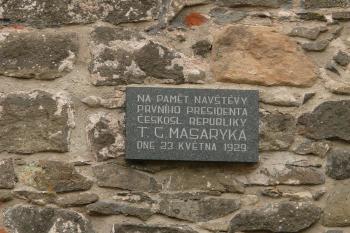 NA PAMĚT NÁVŠTĚVY
PRVNÍHO PRESIDENTA
ČESKOSL. REPUBLIKY
T. G. MASARYKA
DNE 23. KVĚTNA 1929.